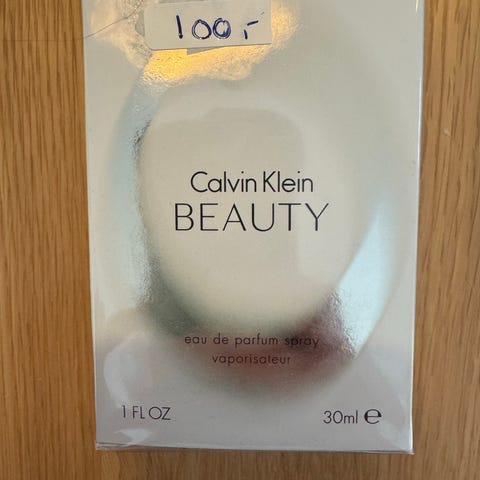 100,-
Calvin Klein
BEAUTY
eau de parfum spray
vaporisateur
1 FL OZ
30ml ℮